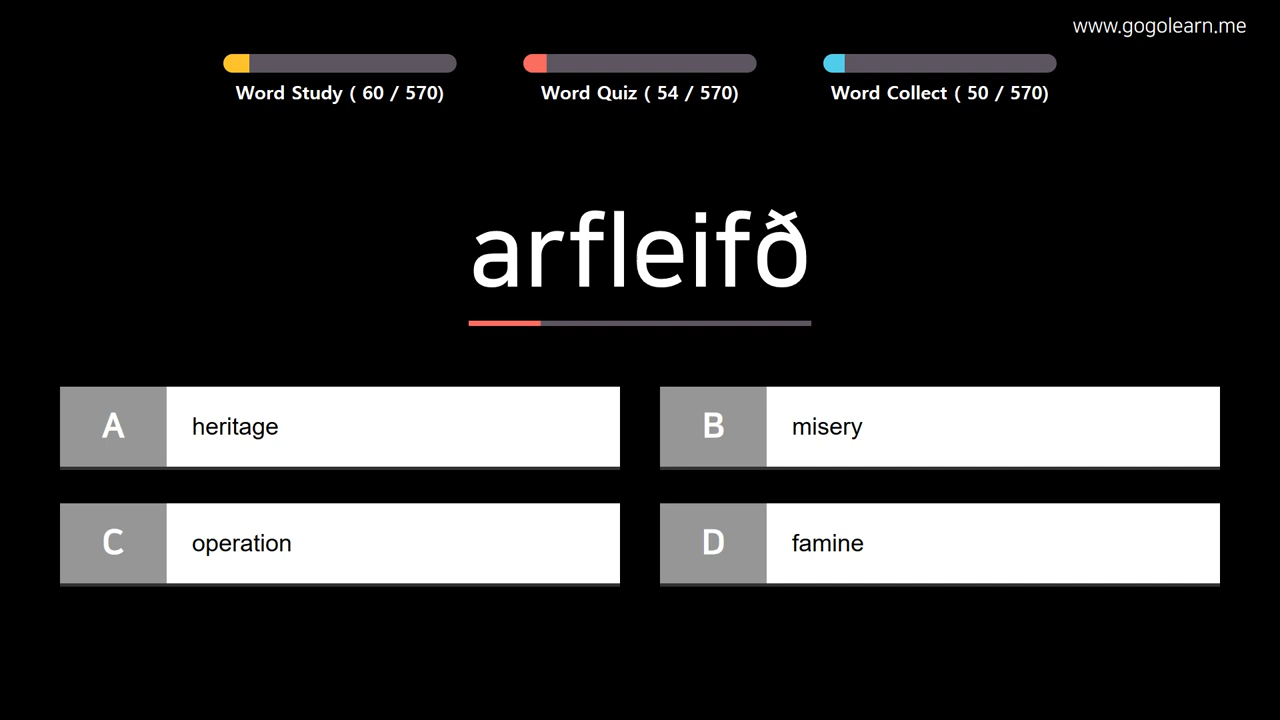 www.gogolearn.me
Word Study ( 60 / 570)
Word Quiz ( 54 / 570)
Word Collect ( 50 / 570)
arfleifð
A heritage
B misery
C operation
D famine